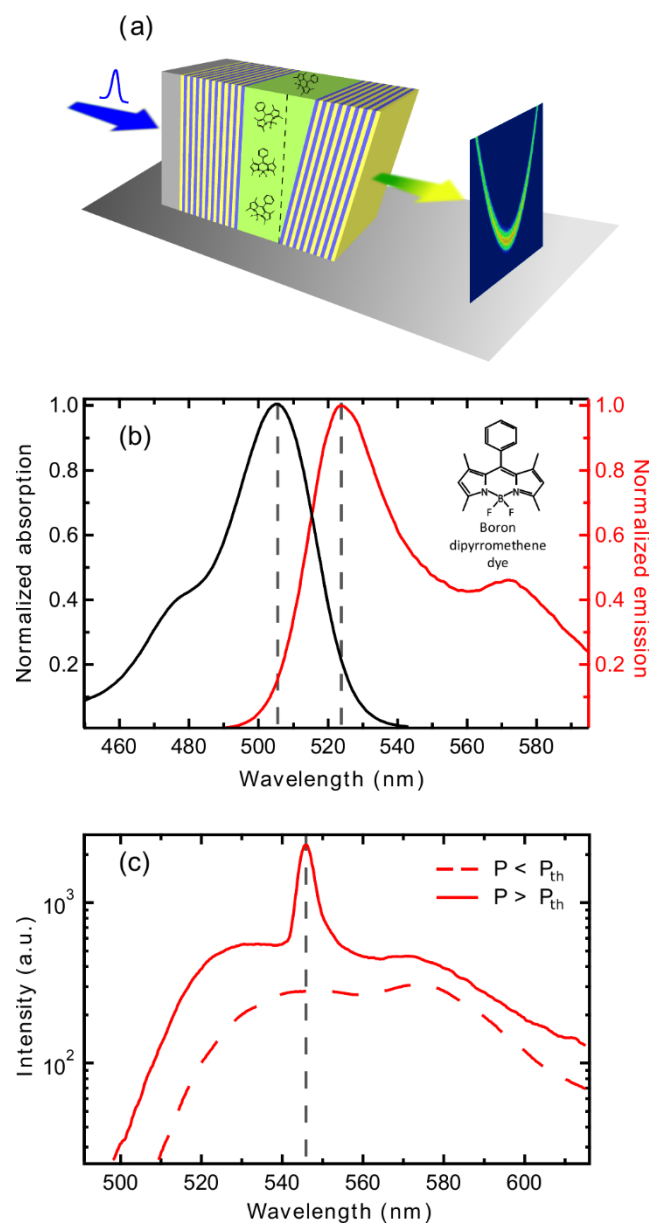 (a)
(b)
Normalized absorption
1.0
0.8
0.6
0.4
0.2
460 480 500 520 540 560 580
Wavelength (nm)
1.0
0.8
0.6
0.4
0.2
Normalized emission
N B N
F F
Boron
dipyrromethene
dye
(c)
Intensity (a.u.)
10³
10²
P < Pth
P > Pth
500 520 540 560 580 600
Wavelength (nm)